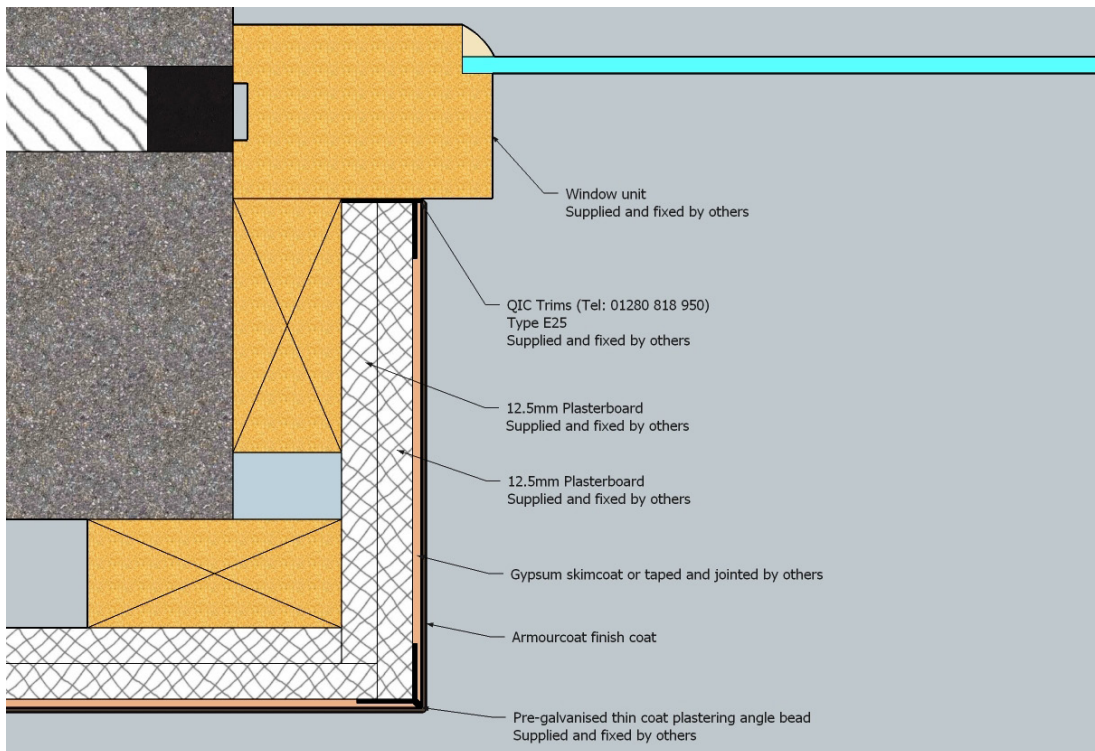 Window unit
Supplied and fixed by others
QIC Trims (Tel: 01280 818 950)
Type E25
Supplied and fixed by others
12.5mm Plasterboard
Supplied and fixed by others
12.5mm Plasterboard
Supplied and fixed by others
Gypsum skimcoat or taped and jointed by others
Armourcoat finish coat
Pre-galvanised thin coat plastering angle bead
Supplied and fixed by others